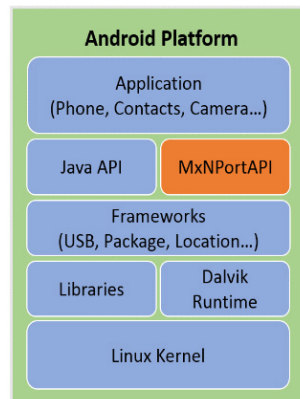 Android Platform
Application
(Phone, Contacts, Camera...)
Java API
MxNPortAPI
Frameworks
(USB, Package, Location...)
Libraries
Dalvik
Runtime
Linux Kernel